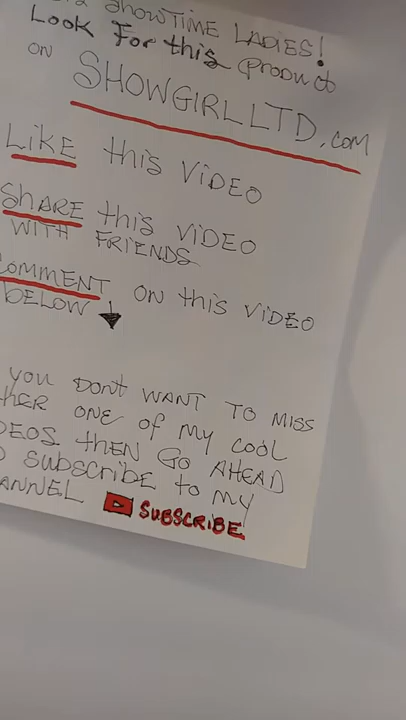 SHOWTIME LADIES!
Look For this product
ON SHOWGIRLLTD.com
LiKE this ViDEO
SHARE this ViDEO
WITH FRiENDS
COMMENT ON this ViDEO
bELOW
you DONT WANT TO MISS
ONE OF My COOL
then GO AHEAD
SUbSCRibE to my
SUBSCRIBE